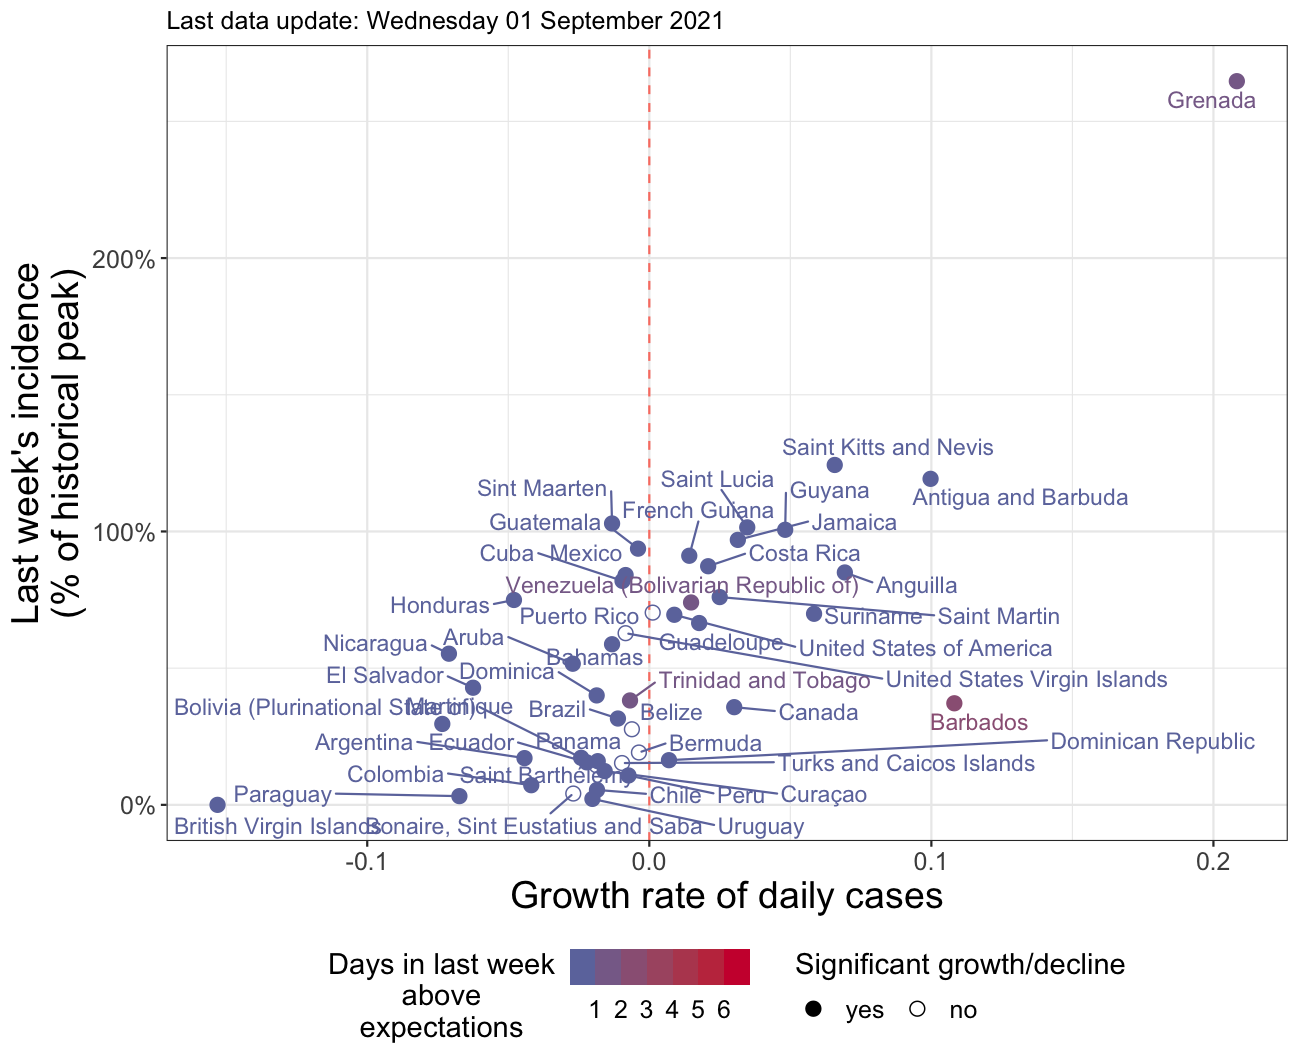 Last data update: Wednesday 01 September 2021
Last week's incidence
(% of historical peak)
200%
100%
0%
Grenada
Saint Kitts and Nevis
Antigua and Barbuda
Saint Lucia
Sint Maarten
Guyana
French Guiana
Guatemala
Jamaica
Cuba
Mexico
Costa Rica
Venezuela (Bolivarian Republic of)
Anguilla
Honduras
Puerto Rico
Suriname
Saint Martin
Nicaragua
Aruba
Guadeloupe
United States of America
Bahamas
El Salvador
Dominica
Trinidad and Tobago
United States Virgin Islands
Bolivia (Plurinational State of)
Martinique
Brazil
Belize
Canada
Barbados
Argentina
Ecuador
Panama
Bermuda
Dominican Republic
Turks and Caicos Islands
Colombia
Saint Barthélemy
Paraguay
Chile
Peru
Curaçao
British Virgin Islands
Bonaire, Sint Eustatius and Saba
Uruguay
-0.1
0.0
0.1
0.2
Growth rate of daily cases
Days in last week
above
expectations
1 2 3 4 5 6
Significant growth/decline
yes
no